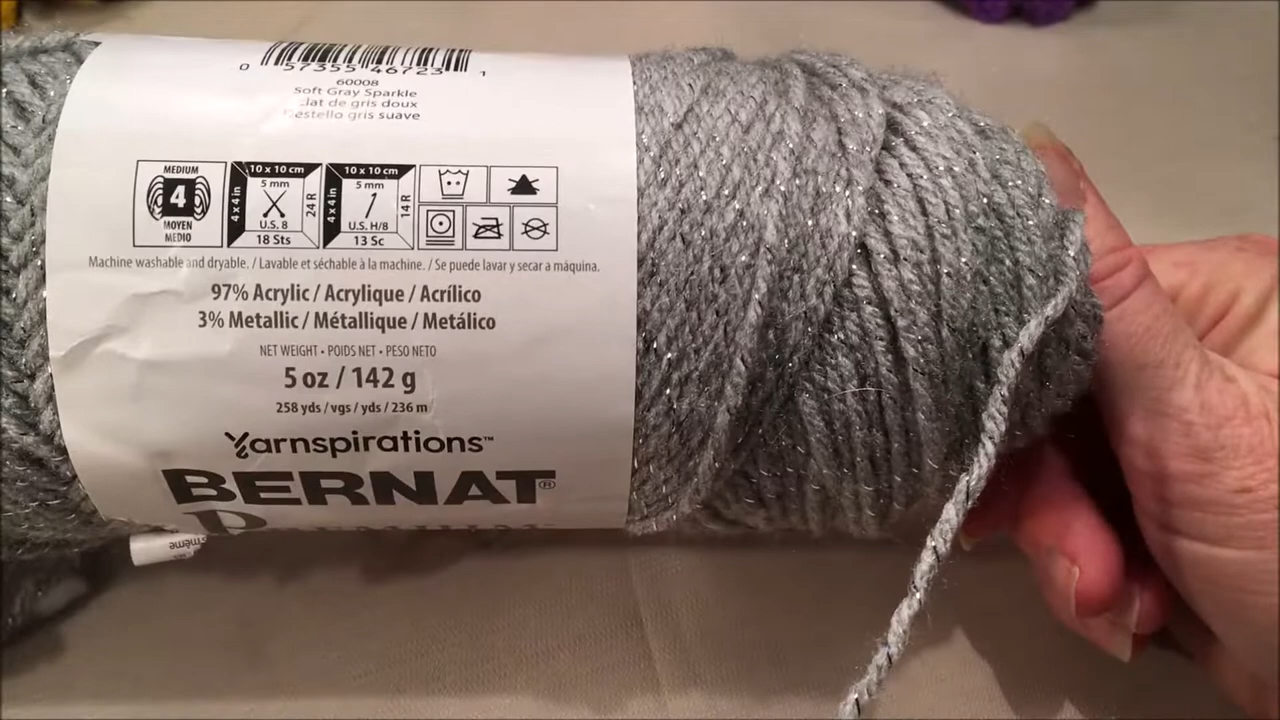 0 57355 46723 1
60008
Soft Gray Sparkle
clat de gris doux
estello gris suave
MEDIUM
4
MOYEN
MEDIO
10 x 10 cm
4 x 4 in
5 mm
24 R
U.S. 8
18 Sts
10 x 10 cm
4 x 4 in
5 mm
14 R
U.S. H/8
13 Sc
Machine washable and dryable. / Lavable et séchable à la machine. / Se puede lavar y secar a máquina.
97% Acrylic / Acrylique / Acrílico
3% Metallic / Métallique / Metálico
NET WEIGHT • POIDS NET • PESO NETO
5 oz / 142 g
258 yds / vgs / yds / 236 m
Yarnspirations™
BERNAT®